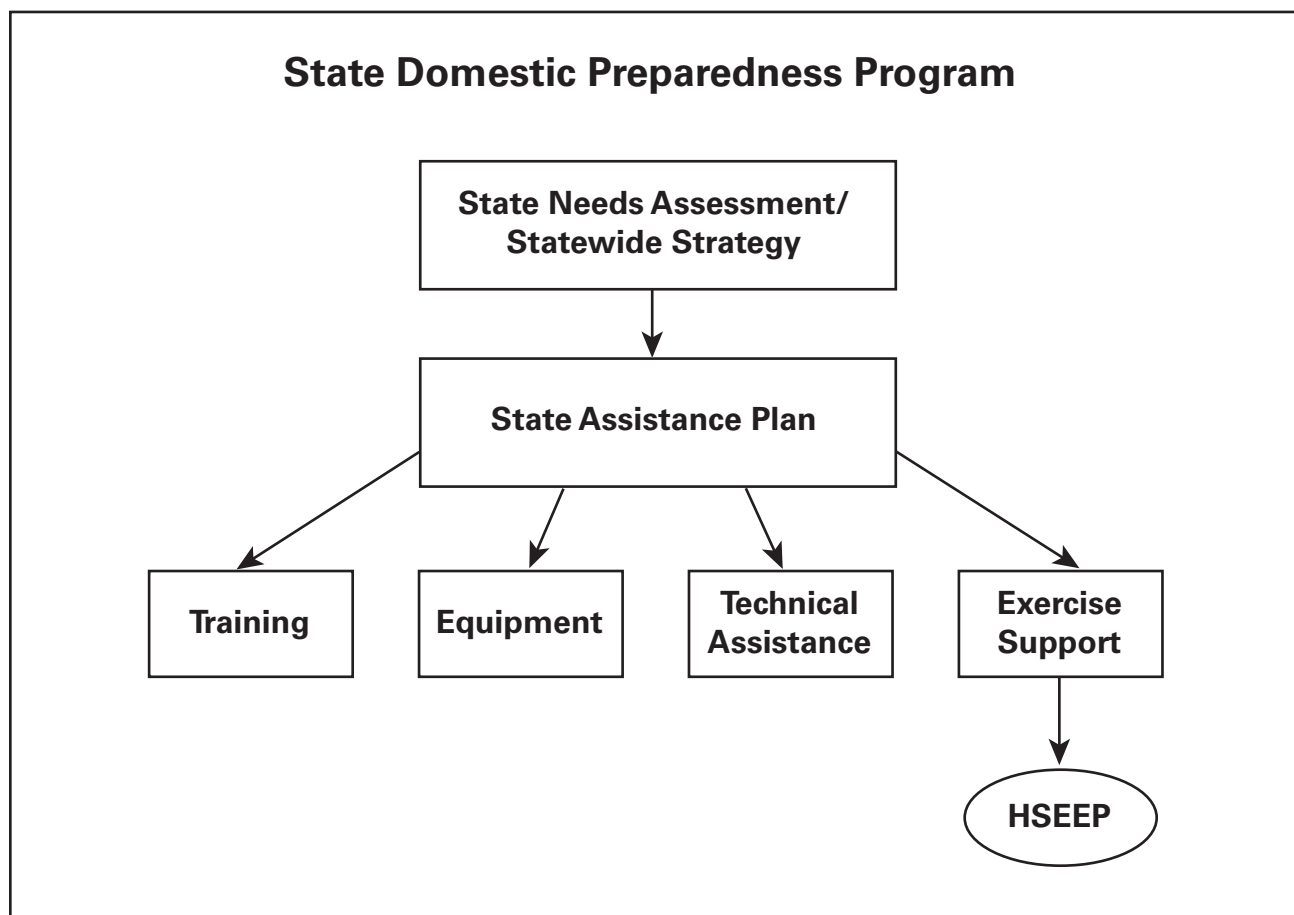 State Domestic Preparedness Program
State Needs Assessment/
Statewide Strategy
State Assistance Plan
Training
Equipment
Technical
Assistance
Exercise
Support
HSEEP